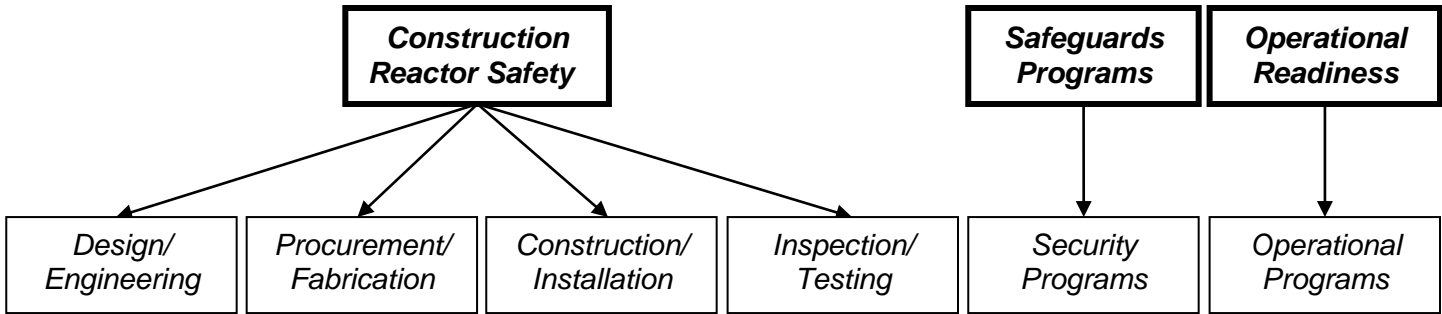 Construction
Reactor Safety
Safeguards
Programs
Operational
Readiness
Design/
Engineering
Procurement/
Fabrication
Construction/
Installation
Inspection/
Testing
Security
Programs
Operational
Programs